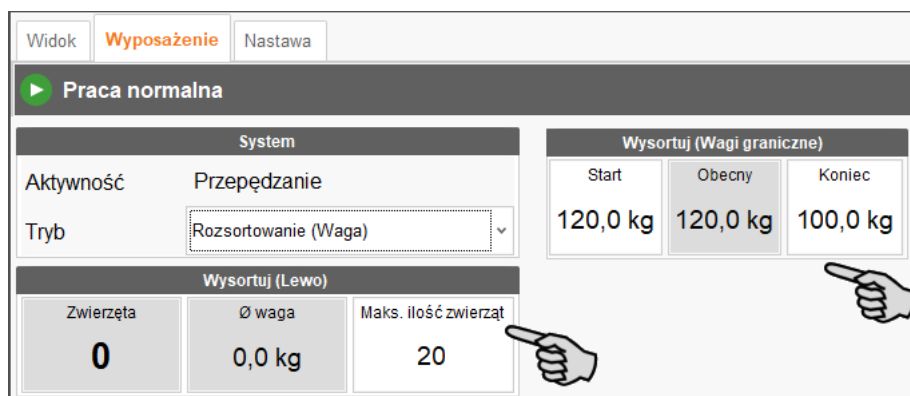 Widok Wyposażenie Nastawa
Praca normalna
System
Aktywność Przepędzanie
Tryb Rozsortowanie (Waga)
Wysortuj (Lewo)
Zwierzęta Ø waga Maks. ilość zwierząt
0 0,0 kg 20
Wysortuj (Wagi graniczne)
Start Obecny Koniec
120,0 kg 120,0 kg 100,0 kg